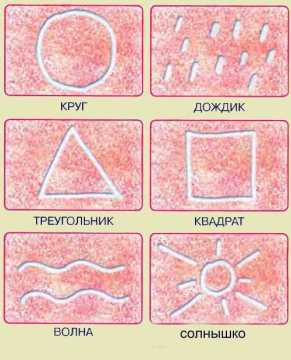 КРУГ
ДОЖДИК
ТРЕУГОЛЬНИК
КВАДРАТ
ВОЛНА
СОЛНЫШКО